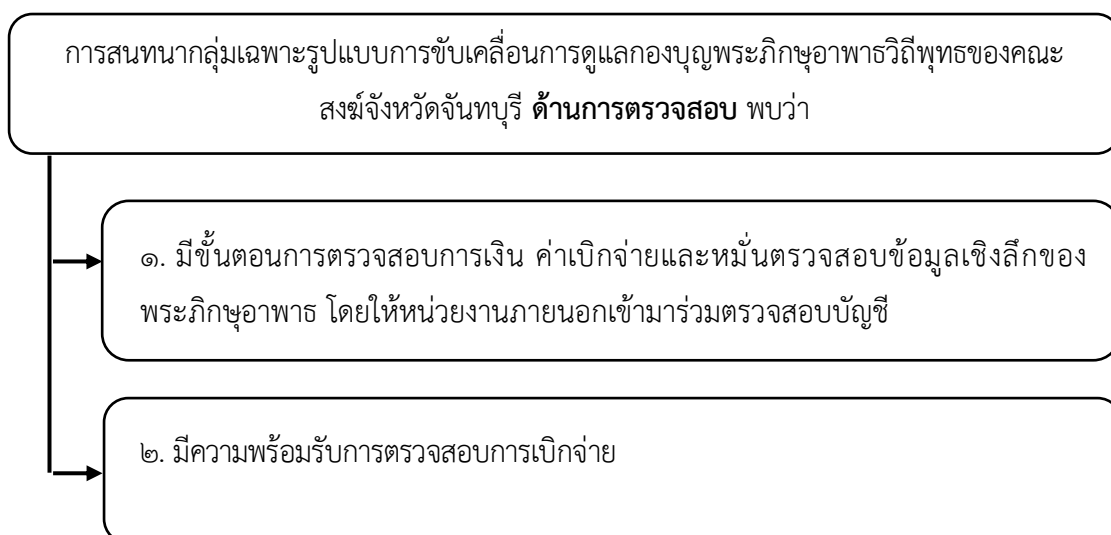 การสนทนากลุ่มเฉพาะรูปแบบการขับเคลื่อนการดูแลกองบุญพระภิกษุอาพาธวิถีพุทธของคณะ
สงฆ์จังหวัดจันทบุรี ด้านการตรวจสอบ พบว่า
๑. มีขั้นตอนการตรวจสอบการเงิน ค่าเบิกจ่ายและหมั่นตรวจสอบข้อมูลเชิงลึกของ
พระภิกษุอาพาธ โดยให้หน่วยงานภายนอกเข้ามาร่วมตรวจสอบบัญชี
๒. มีความพร้อมรับการตรวจสอบการเบิกจ่าย